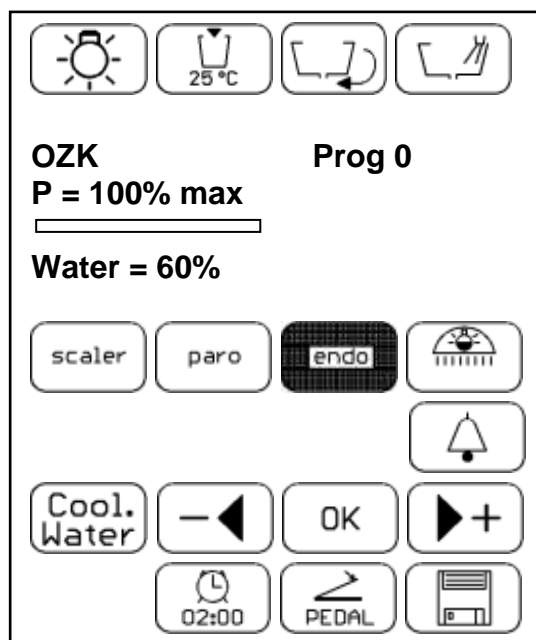 25 °C
OZK Prog 0
P = 100% max
Water = 60%
scaler paro endo
Cool.
Water
OK
- +
02:00 PEDAL